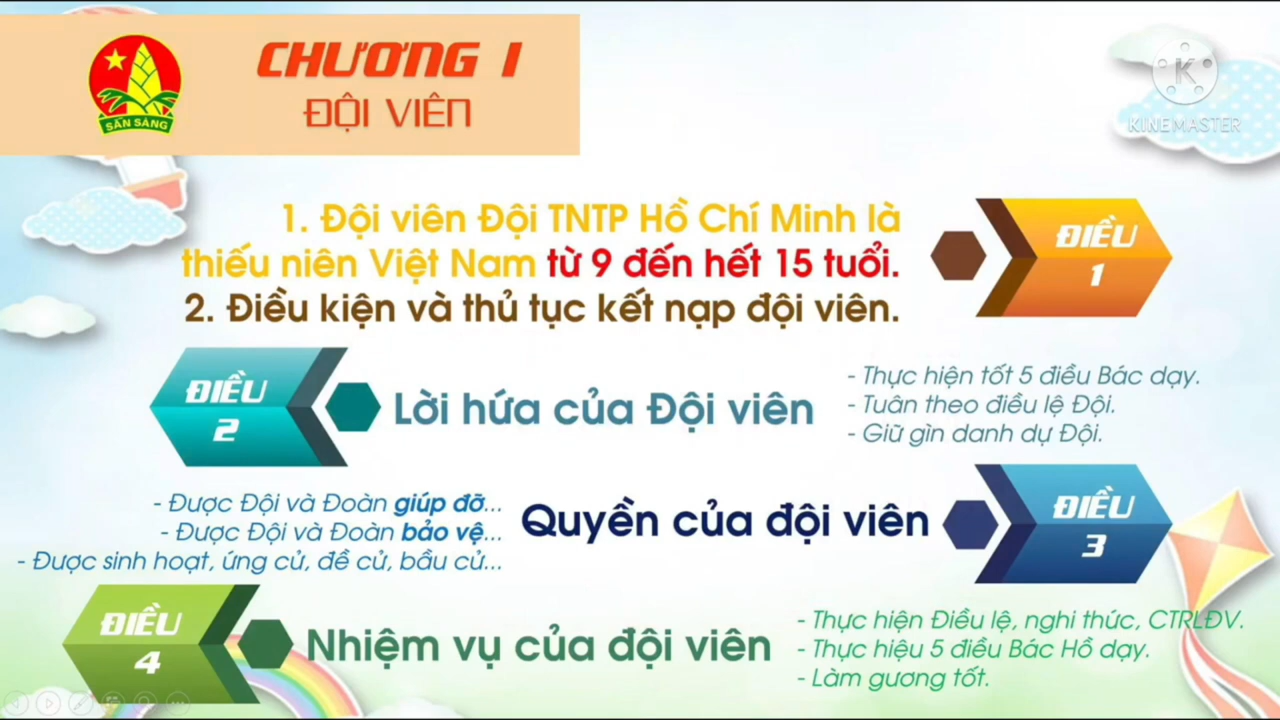 SẴN SÀNG
CHƯƠNG I
ĐỘI VIÊN
KINEMASTER
1. Đội viên Đội TNTP Hồ Chí Minh là
thiếu niên Việt Nam từ 9 đến hết 15 tuổi.
2. Điều kiện và thủ tục kết nạp đội viên.
ĐIỀU
1
ĐIỀU
2
Lời hứa của Đội viên
- Thực hiện tốt 5 điều Bác dạy.
- Tuân theo điều lệ Đội.
- Giữ gìn danh dự Đội.
- Được Đội và Đoàn giúp đỡ...
- Được Đội và Đoàn bảo vệ...
- Được sinh hoạt, ứng cử, đề cử, bầu cử...
Quyền của đội viên
ĐIỀU
3
ĐIỀU
4
Nhiệm vụ của đội viên
- Thực hiện Điều lệ, nghi thức, CTRLĐV.
- Thực hiệu 5 điều Bác Hồ dạy.
- Làm gương tốt.